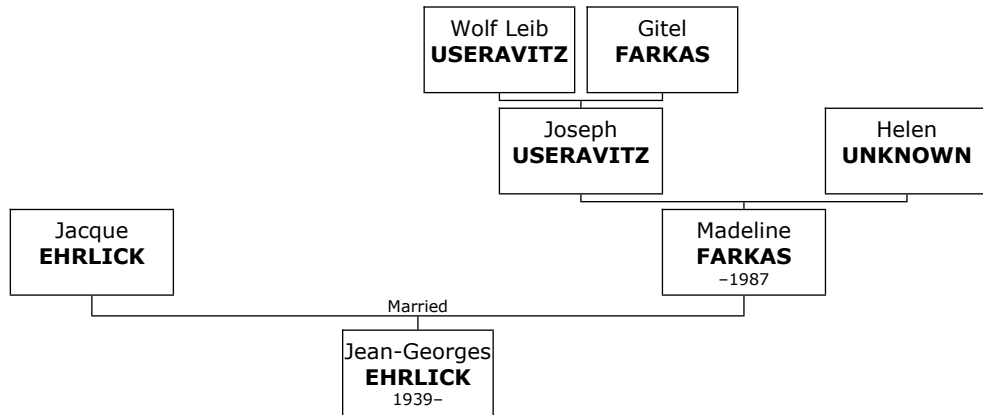 Wolf Leib
USERAVITZ
Gitel
FARKAS
Joseph
USERAVITZ
Helen
UNKNOWN
Jacque
EHRLICK
Madeline
FARKAS
–1987
Married
Jean-Georges
EHRLICK
1939–